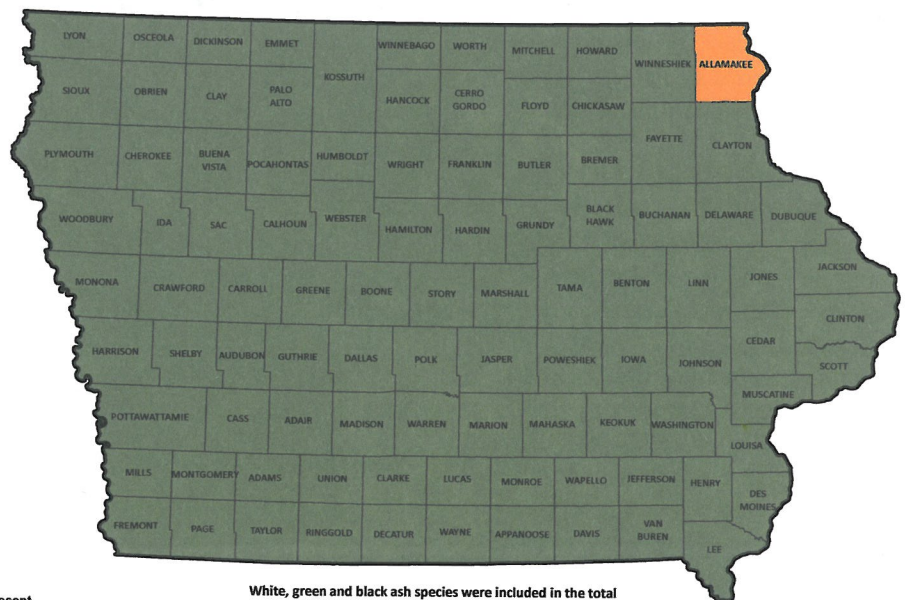 LYON OSCEOLA DICKINSON EMMET KOSSUTH WINNEBAGO WORTH MITCHELL HOWARD WINNESHIEK ALLAMAKEE
SIOUX OBRIEN CLAY PALO ALTO HANCOCK CERRO GORDO FLOYD CHICKASAW
PLYMOUTH CHEROKEE BUENA VISTA POCAHONTAS HUMBOLDT WRIGHT FRANKLIN BUTLER BREMER FAYETTE CLAYTON
WOODBURY IDA SAC CALHOUN WEBSTER HAMILTON HARDIN GRUNDY BLACK HAWK BUCHANAN DELAWARE DUBUQUE
MONONA CRAWFORD CARROLL GREENE BOONE STORY MARSHALL TAMA BENTON LINN JONES JACKSON
CLINTON
HARRISON SHELBY AUDUBON GUTHRIE DALLAS POLK JASPER POWESHIEK IOWA JOHNSON CEDAR SCOTT
MUSCATINE
POTTAWATTAMIE CASS ADAIR MADISON WARREN MARION MAHASKA KEOKUK WASHINGTON LOUISA
MILLS MONTGOMERY ADAMS UNION CLARKE LUCAS MONROE WAPELLO JEFFERSON HENRY DES MOINES
FREMONT PAGE TAYLOR RINGGOLD DECATUR WAYNE APPANOOSE DAVIS VAN BUREN LEE
White, green and black ash species were included in the total